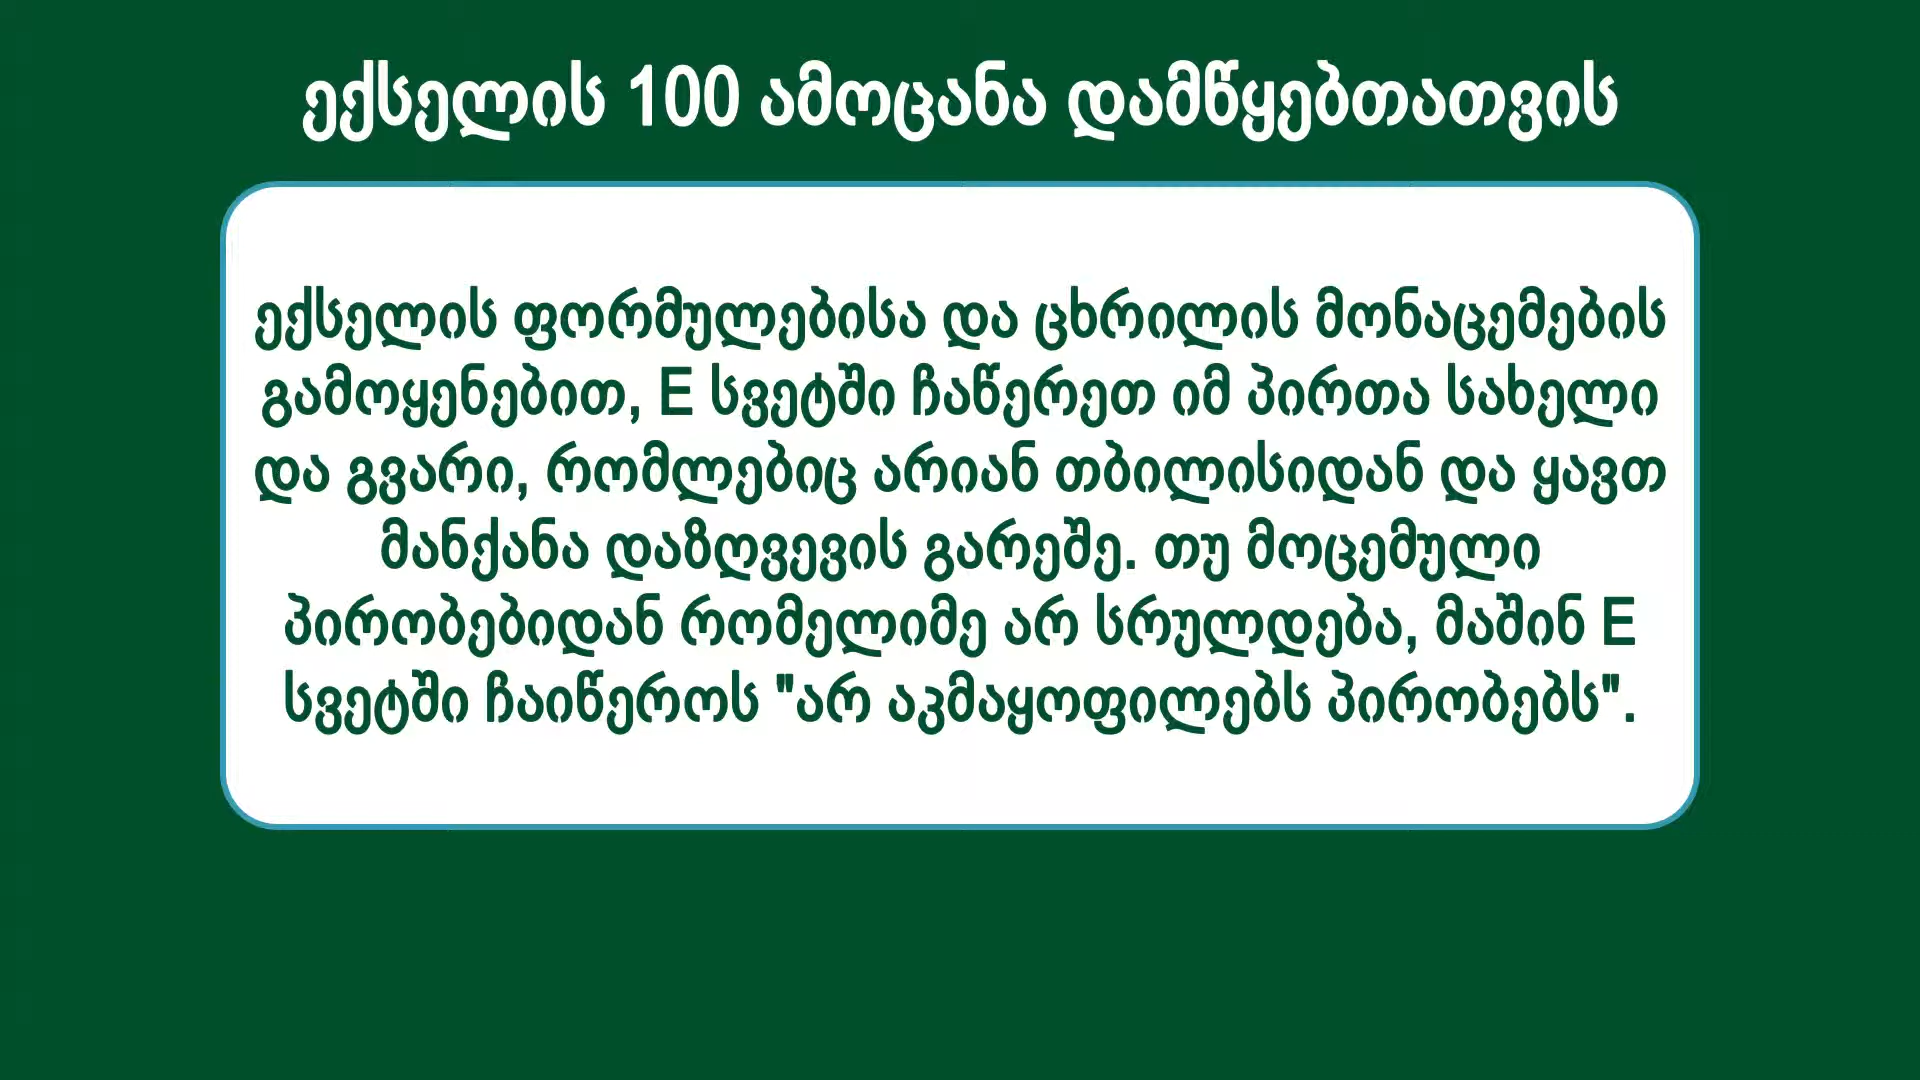 ექსელის 100 ამოცანა დამწყებთათვის
ექსელის ფორმულებისა და ცხრილის მონაცემების
გამოყენებით, E სვეტში ჩაწერეთ იმ პირთა სახელი
და გვარი, რომლებიც არიან თბილისიდან და ყავთ
მანქანა დაზღვევის გარეშე. თუ მოცემული
პირობებიდან რომელიმე არ სრულდება, მაშინ E
სვეტში ჩაიწეროს "არ აკმაყოფილებს პირობებს".